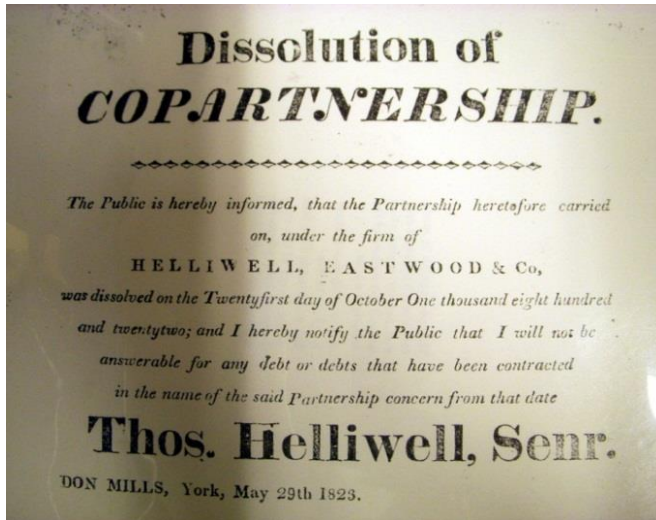 Dissolution of
COPARTNERSHIP.
The Public is hereby informed, that the Partnership heretofore carried
on, under the firm of
HELLIWELL, EASTWOOD & Co,
was dissolved on the Twentyfirst day of October One thousand eight hundred
and twentytwo; and I hereby notify the Public that I will not be
answerable for any debt or debts that have been contracted
in the name of the said Partnership concern from that date
Thos. Helliwell, Senr.
DON MILLS, York, May 29th 1823.